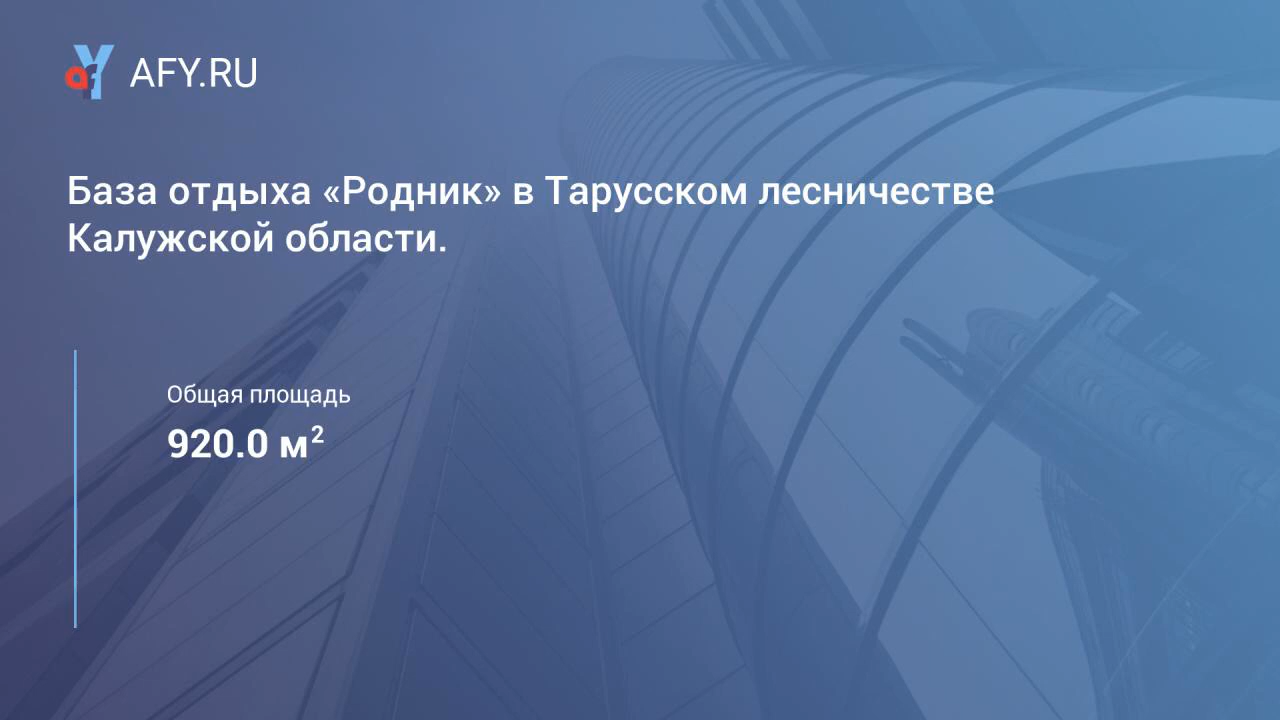 AFY.RU
База отдыха «Родник» в Тарусском лесничестве
Калужской области.
Общая площадь
920.0 м²